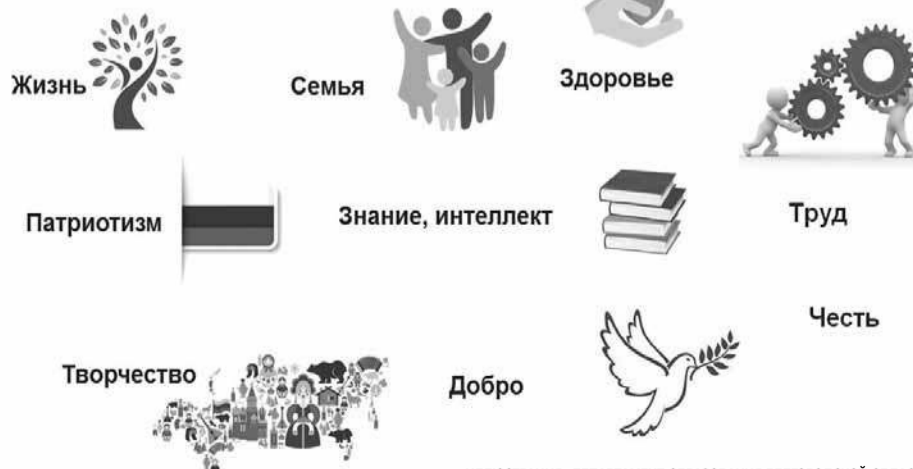 Жизнь
Семья
Здоровье
Патриотизм
Знание, интеллект
Труд
Честь
Творчество
Добро